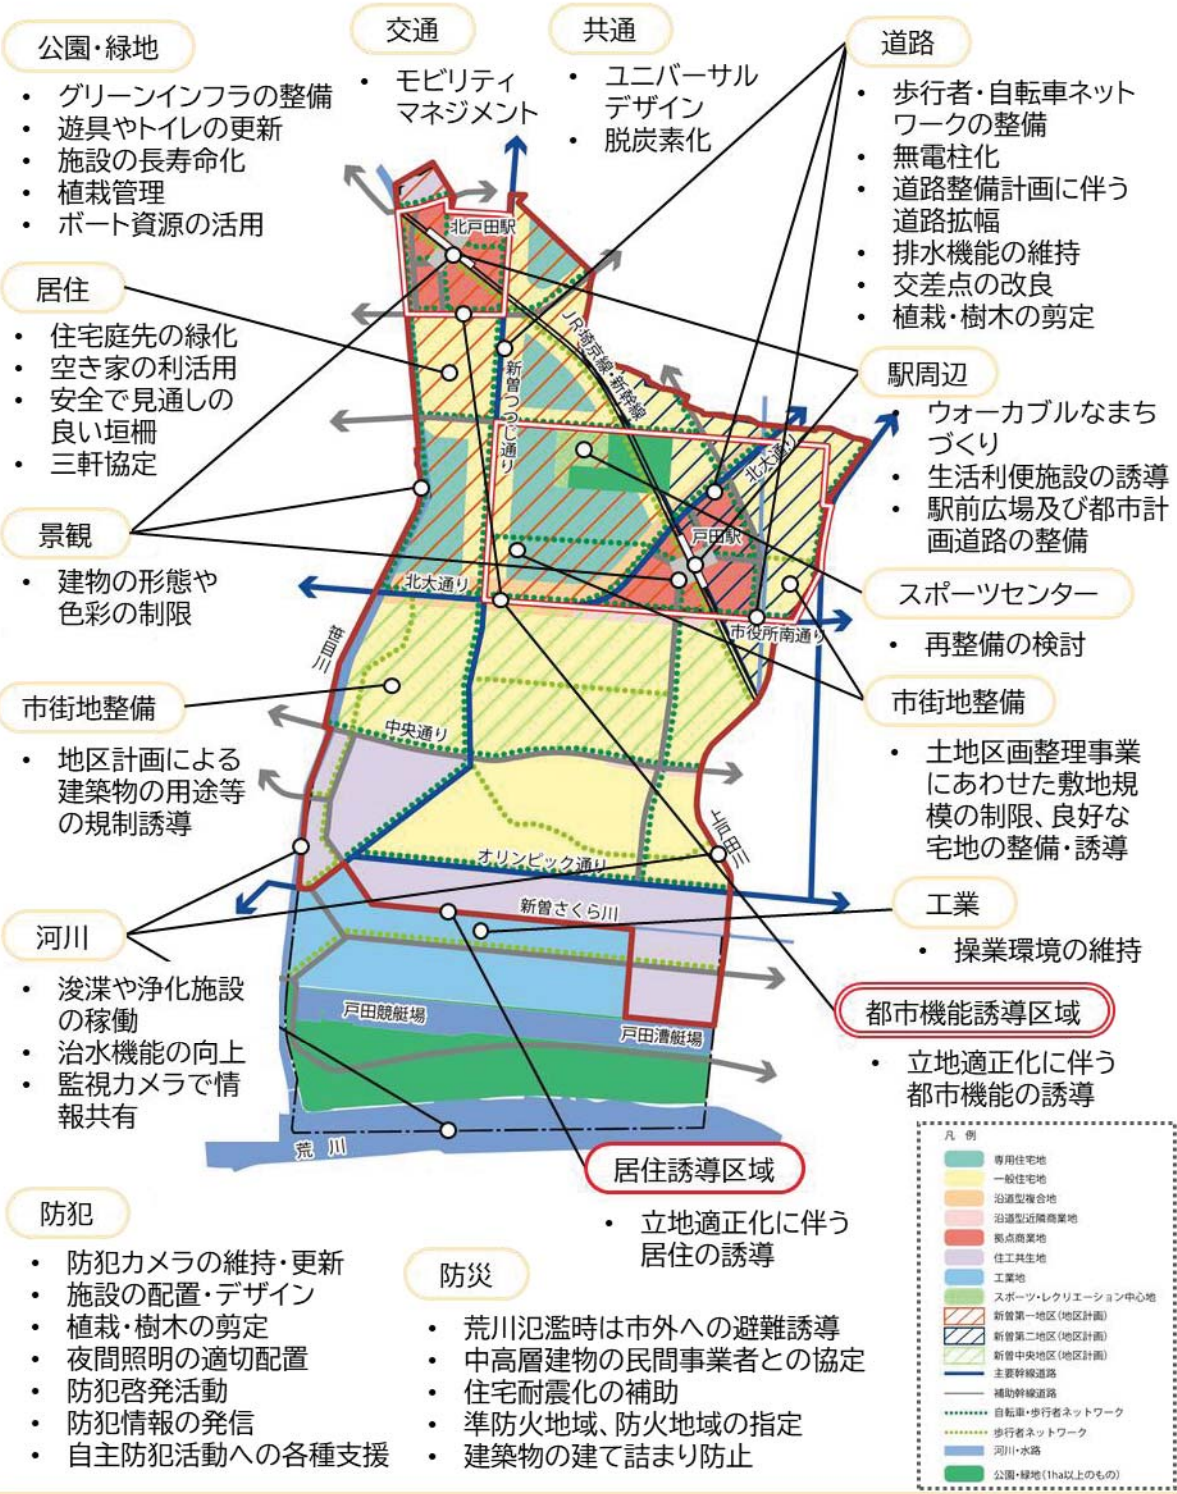 公園・緑地
• グリーンインフラの整備
• 遊具やトイレの更新
• 施設の長寿命化
• 植栽管理
• ボート資源の活用
交通
• モビリティ
マネジメント
共通
• ユニバーサル
デザイン
• 脱炭素化
道路
• 歩行者・自転車ネット
ワークの整備
• 無電柱化
• 道路整備計画に伴う
道路拡幅
• 排水機能の維持
• 交差点の改良
• 植栽・樹木の剪定
居住
• 住宅庭先の緑化
• 空き家の利活用
• 安全で見通しの
良い垣柵
• 三軒協定
駅周辺
• ウォーカブルなまち
づくり
• 生活利便施設の誘導
• 駅前広場及び都市計
画道路の整備
景観
• 建物の形態や
色彩の制限
スポーツセンター
• 再整備の検討
市街地整備
• 地区計画による
建築物の用途等
の規制誘導
市街地整備
• 土地区画整理事業
にあわせた敷地規
模の制限、良好な
宅地の整備・誘導
河川
• 浚渫や浄化施設
の稼働
• 治水機能の向上
• 監視カメラで情
報共有
工業
• 操業環境の維持
都市機能誘導区域
• 立地適正化に伴う
都市機能の誘導
居住誘導区域
• 立地適正化に伴う
居住の誘導
北戸田駅
JR埼京線・新幹線
新曽つつじ通り
北大通り
戸田駅
北大通り
市役所南通り
笹目川
中央通り
上戸田川
オリンピック通り
新曽さくら川
戸田競艇場
戸田漕艇場
荒川
防犯
• 防犯カメラの維持・更新
• 施設の配置・デザイン
• 植栽・樹木の剪定
• 夜間照明の適切配置
• 防犯啓発活動
• 防犯情報の発信
• 自主防犯活動への各種支援
防災
• 荒川氾濫時は市外への避難誘導
• 中高層建物の民間事業者との協定
• 住宅耐震化の補助
• 準防火地域、防火地域の指定
• 建築物の建て詰まり防止
凡 例
専用住宅地
一般住宅地
沿道型複合地
沿道型近隣商業地
拠点商業地
住工共生地
工業地
スポーツ・レクリエーション中心地
新曽第一地区(地区計画)
新曽第二地区(地区計画)
新曽中央地区(地区計画)
主要幹線道路
補助幹線道路
自転車・歩行者ネットワーク
歩行者ネットワーク
河川・水路
公園・緑地(1ha以上のもの)